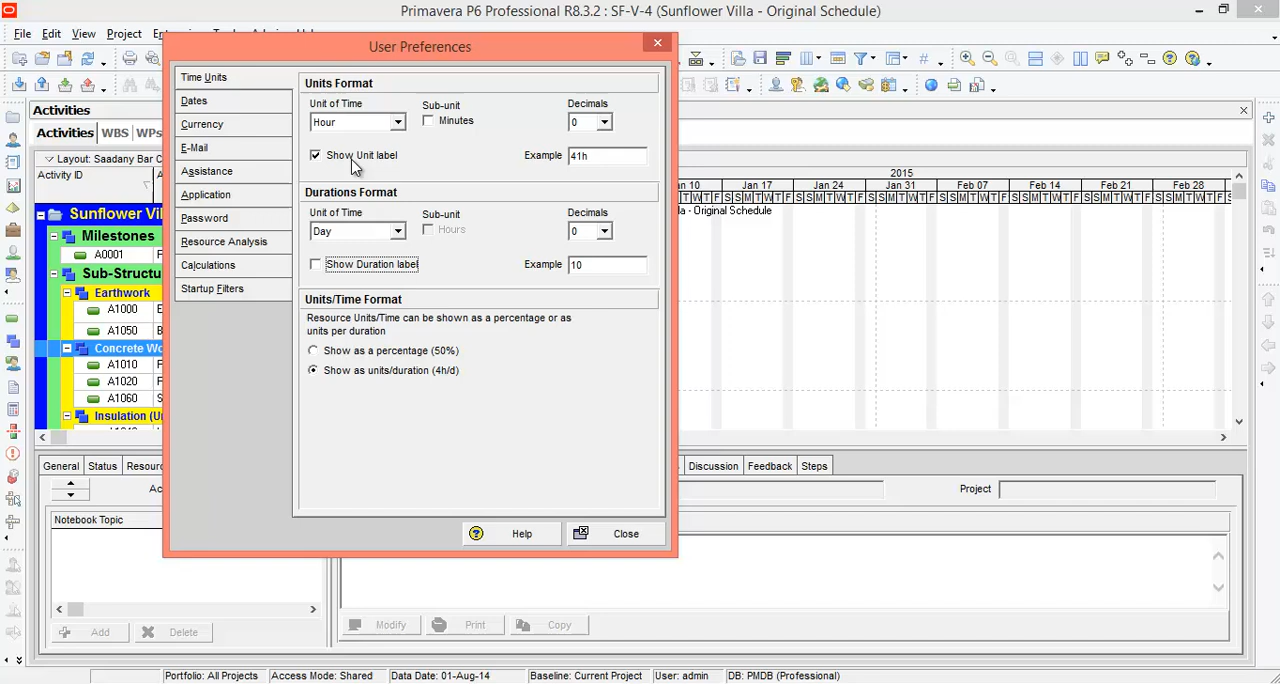 Primavera P6 Professional R8.3.2 : SF-V-4 (Sunflower Villa - Original Schedule)
File Edit View Project
User Preferences
Activities
Activities WBS
Layout: Saadany Bar C
Activity ID
Sunflower Vil
Milestones
A0001
Sub-Structu
Earthwork
A1000
A1050
Concrete Wo
A1010
A1020
A1060
Insulation (U
Time Units
Dates
Currency
E-Mail
Assistance
Application
Password
Resource Analysis
Calculations
Startup Filters
Units Format
Unit of Time Sub-unit Decimals
Hour Minutes 0
Show Unit label Example 41h
Durations Format
Unit of Time Sub-unit Decimals
Day Hours 0
Show Duration label Example 10
Units/Time Format
Resource Units/Time can be shown as a percentage or as
units per duration
Show as a percentage (50%)
Show as units/duration (4h/d)
Help Close
2015
n 10 Jan 17 Jan 24 Jan 31 Feb 07 Feb 14 Feb 21 Feb 28
M T W T F S S M T W T F S S M T W T F S S M T W T F S S M T W T F S S M T W T F S S M T W T F S S M T W T F S
la - Original Schedule
General Status Resourc Discussion Feedback Steps
Project
Notebook Topic
Add Delete Modify Print Copy
Portfolio: All Projects Access Mode: Shared Data Date: 01-Aug-14 Baseline: Current Project User: admin DB: PMDB (Professional)